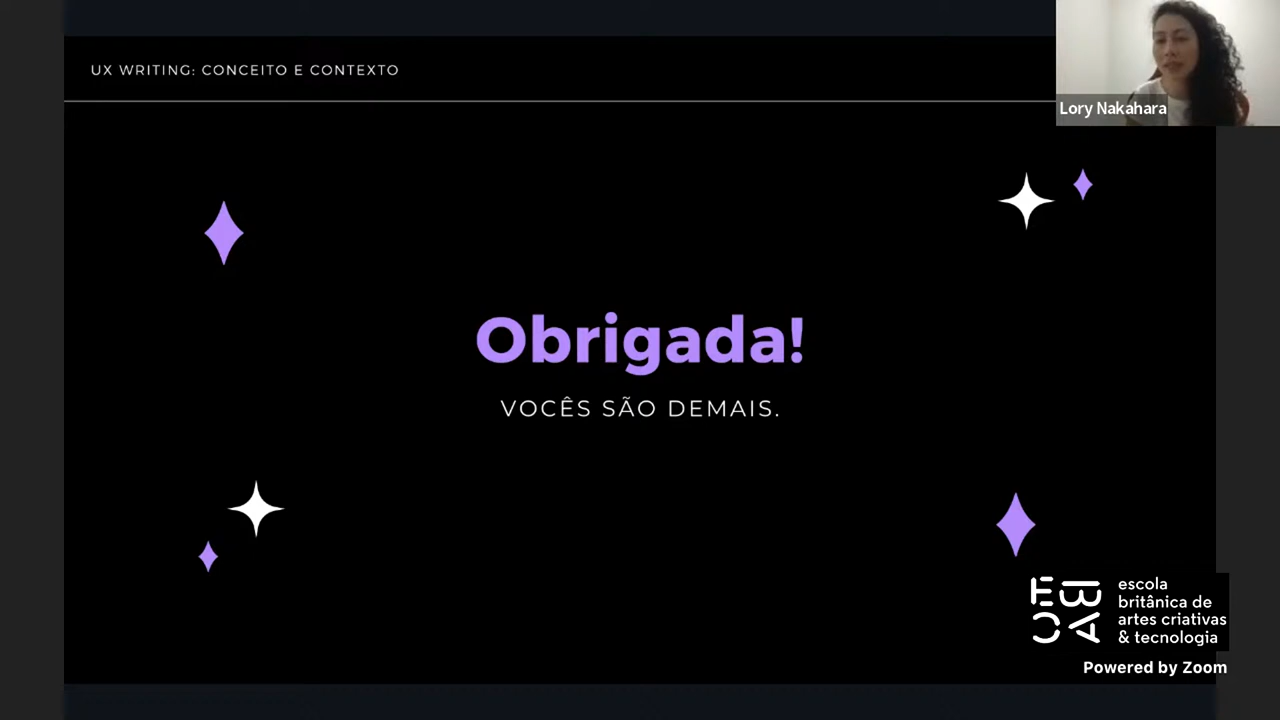 UX WRITING: CONCEITO E CONTEXTO
Lory Nakahara
Obrigada!
VOCÊS SÃO DEMAIS.
EBAC
escola
britânica de
artes criativas
& tecnologia
Powered by Zoom